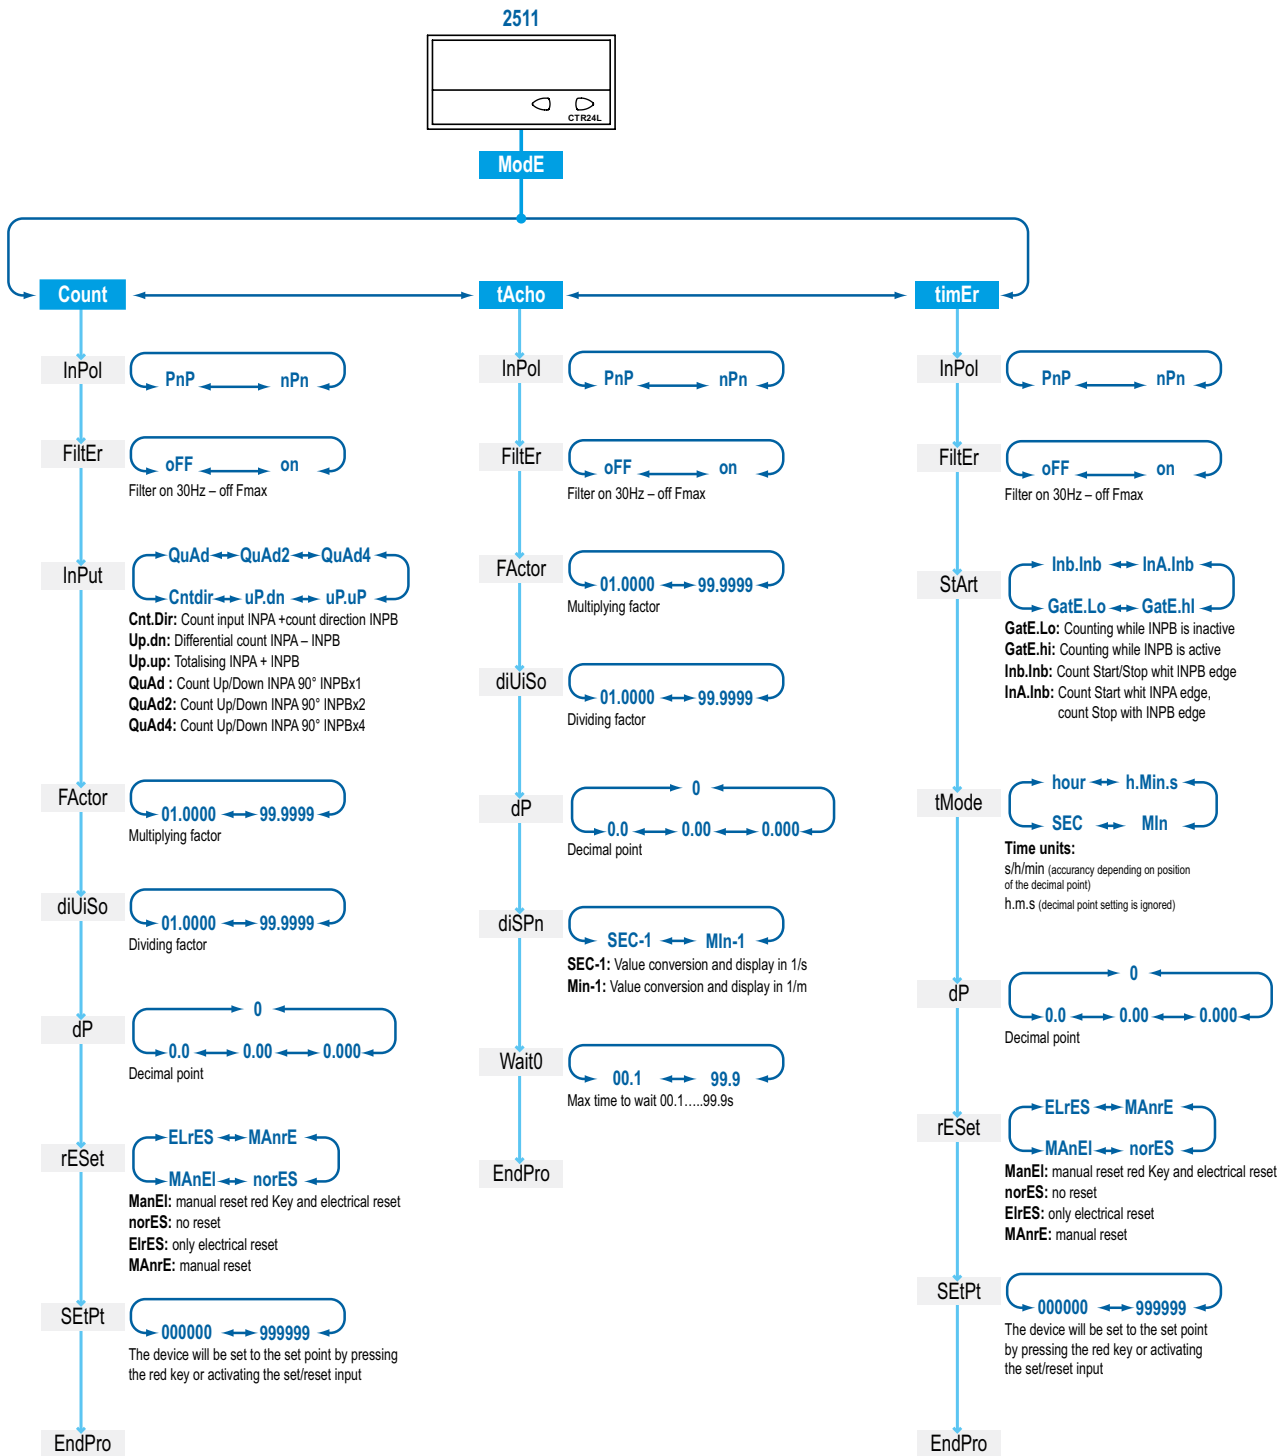 2511
CTR24L
ModE
Count
InPol
PnP nPn
FiltEr
oFF on
Filter on 30Hz – off Fmax
InPut
QuAd QuAd2 QuAd4
Cntdir uP.dn uP.uP
Cnt.Dir: Count input INPA +count direction INPB
Up.dn: Differential count INPA – INPB
Up.up: Totalising INPA + INPB
QuAd : Count Up/Down INPA 90° INPBx1
QuAd2: Count Up/Down INPA 90° INPBx2
QuAd4: Count Up/Down INPA 90° INPBx4
FActor
01.0000 99.9999
Multiplying factor
diUiSo
01.0000 99.9999
Dividing factor
dP
0
0.0 0.00 0.000
Decimal point
rESet
ELrES MAnrE
MAnEl norES
ManEl: manual reset red Key and electrical reset
norES: no reset
ElrES: only electrical reset
MAnrE: manual reset
SEtPt
000000 999999
The device will be set to the set point by pressing
the red key or activating the set/reset input
EndPro
tAcho
InPol
PnP nPn
FiltEr
oFF on
Filter on 30Hz – off Fmax
FActor
01.0000 99.9999
Multiplying factor
diUiSo
01.0000 99.9999
Dividing factor
dP
0
0.0 0.00 0.000
Decimal point
diSPn
SEC-1 MIn-1
SEC-1: Value conversion and display in 1/s
Min-1: Value conversion and display in 1/m
Wait0
00.1 99.9
Max time to wait 00.1.....99.9s
EndPro
timEr
InPol
PnP nPn
FiltEr
oFF on
Filter on 30Hz – off Fmax
StArt
Inb.Inb InA.Inb
GatE.Lo GatE.hI
GatE.Lo: Counting while INPB is inactive
GatE.hi: Counting while INPB is active
Inb.Inb: Count Start/Stop whit INPB edge
InA.Inb: Count Start whit INPA edge,
count Stop with INPB edge
tMode
hour h.Min.s
SEC MIn
Time units:
s/h/min (accurancy depending on position
of the decimal point)
h.m.s (decimal point setting is ignored)
dP
0
0.0 0.00 0.000
Decimal point
rESet
ELrES MAnrE
MAnEl norES
ManEl: manual reset red Key and electrical reset
norES: no reset
ElrES: only electrical reset
MAnrE: manual reset
SEtPt
000000 999999
The device will be set to the set point
by pressing the red key or activating
the set/reset input
EndPro